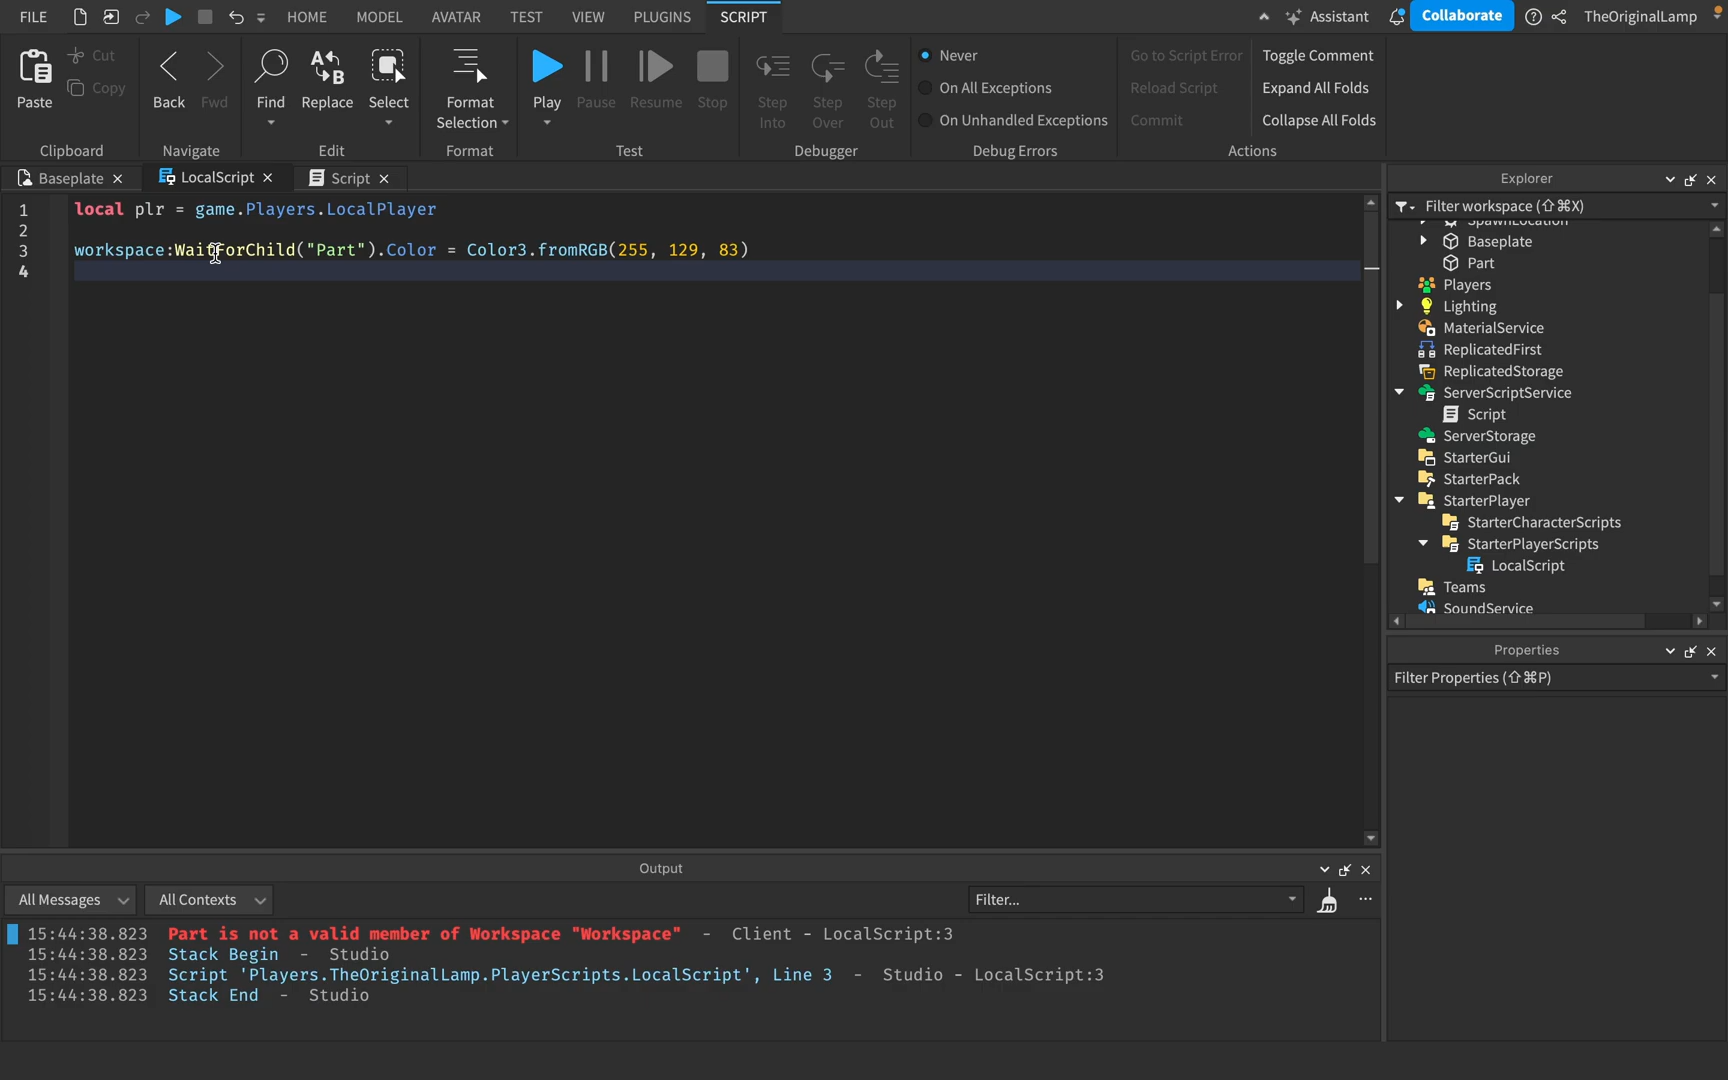 FILE HOME MODEL AVATAR TEST VIEW PLUGINS SCRIPT Assistant Collaborate TheOriginalLamp
Paste Cut Copy Back Fwd Find Replace Select Format Selection Play Pause Resume Stop Step Into Step Over Step Out
Never
On All Exceptions
On Unhandled Exceptions
Go to Script Error
Reload Script
Commit
Toggle Comment
Expand All Folds
Collapse All Folds
Clipboard Navigate Edit Format Test Debugger Debug Errors Actions
Baseplate LocalScript Script
1 local plr = game.Players.LocalPlayer
2
3 workspace:WaitForChild("Part").Color = Color3.fromRGB(255, 129, 83)
4
Explorer
Filter workspace (⇧⌘X)
SpawnLocation
Baseplate
Part
Players
Lighting
MaterialService
ReplicatedFirst
ReplicatedStorage
ServerScriptService
Script
ServerStorage
StarterGui
StarterPack
StarterPlayer
StarterCharacterScripts
StarterPlayerScripts
LocalScript
Teams
SoundService
Properties
Filter Properties (⇧⌘P)
Output
All Messages All Contexts Filter...
15:44:38.823 Part is not a valid member of Workspace "Workspace" - Client - LocalScript:3
15:44:38.823 Stack Begin - Studio
15:44:38.823 Script 'Players.TheOriginalLamp.PlayerScripts.LocalScript', Line 3 - Studio - LocalScript:3
15:44:38.823 Stack End - Studio